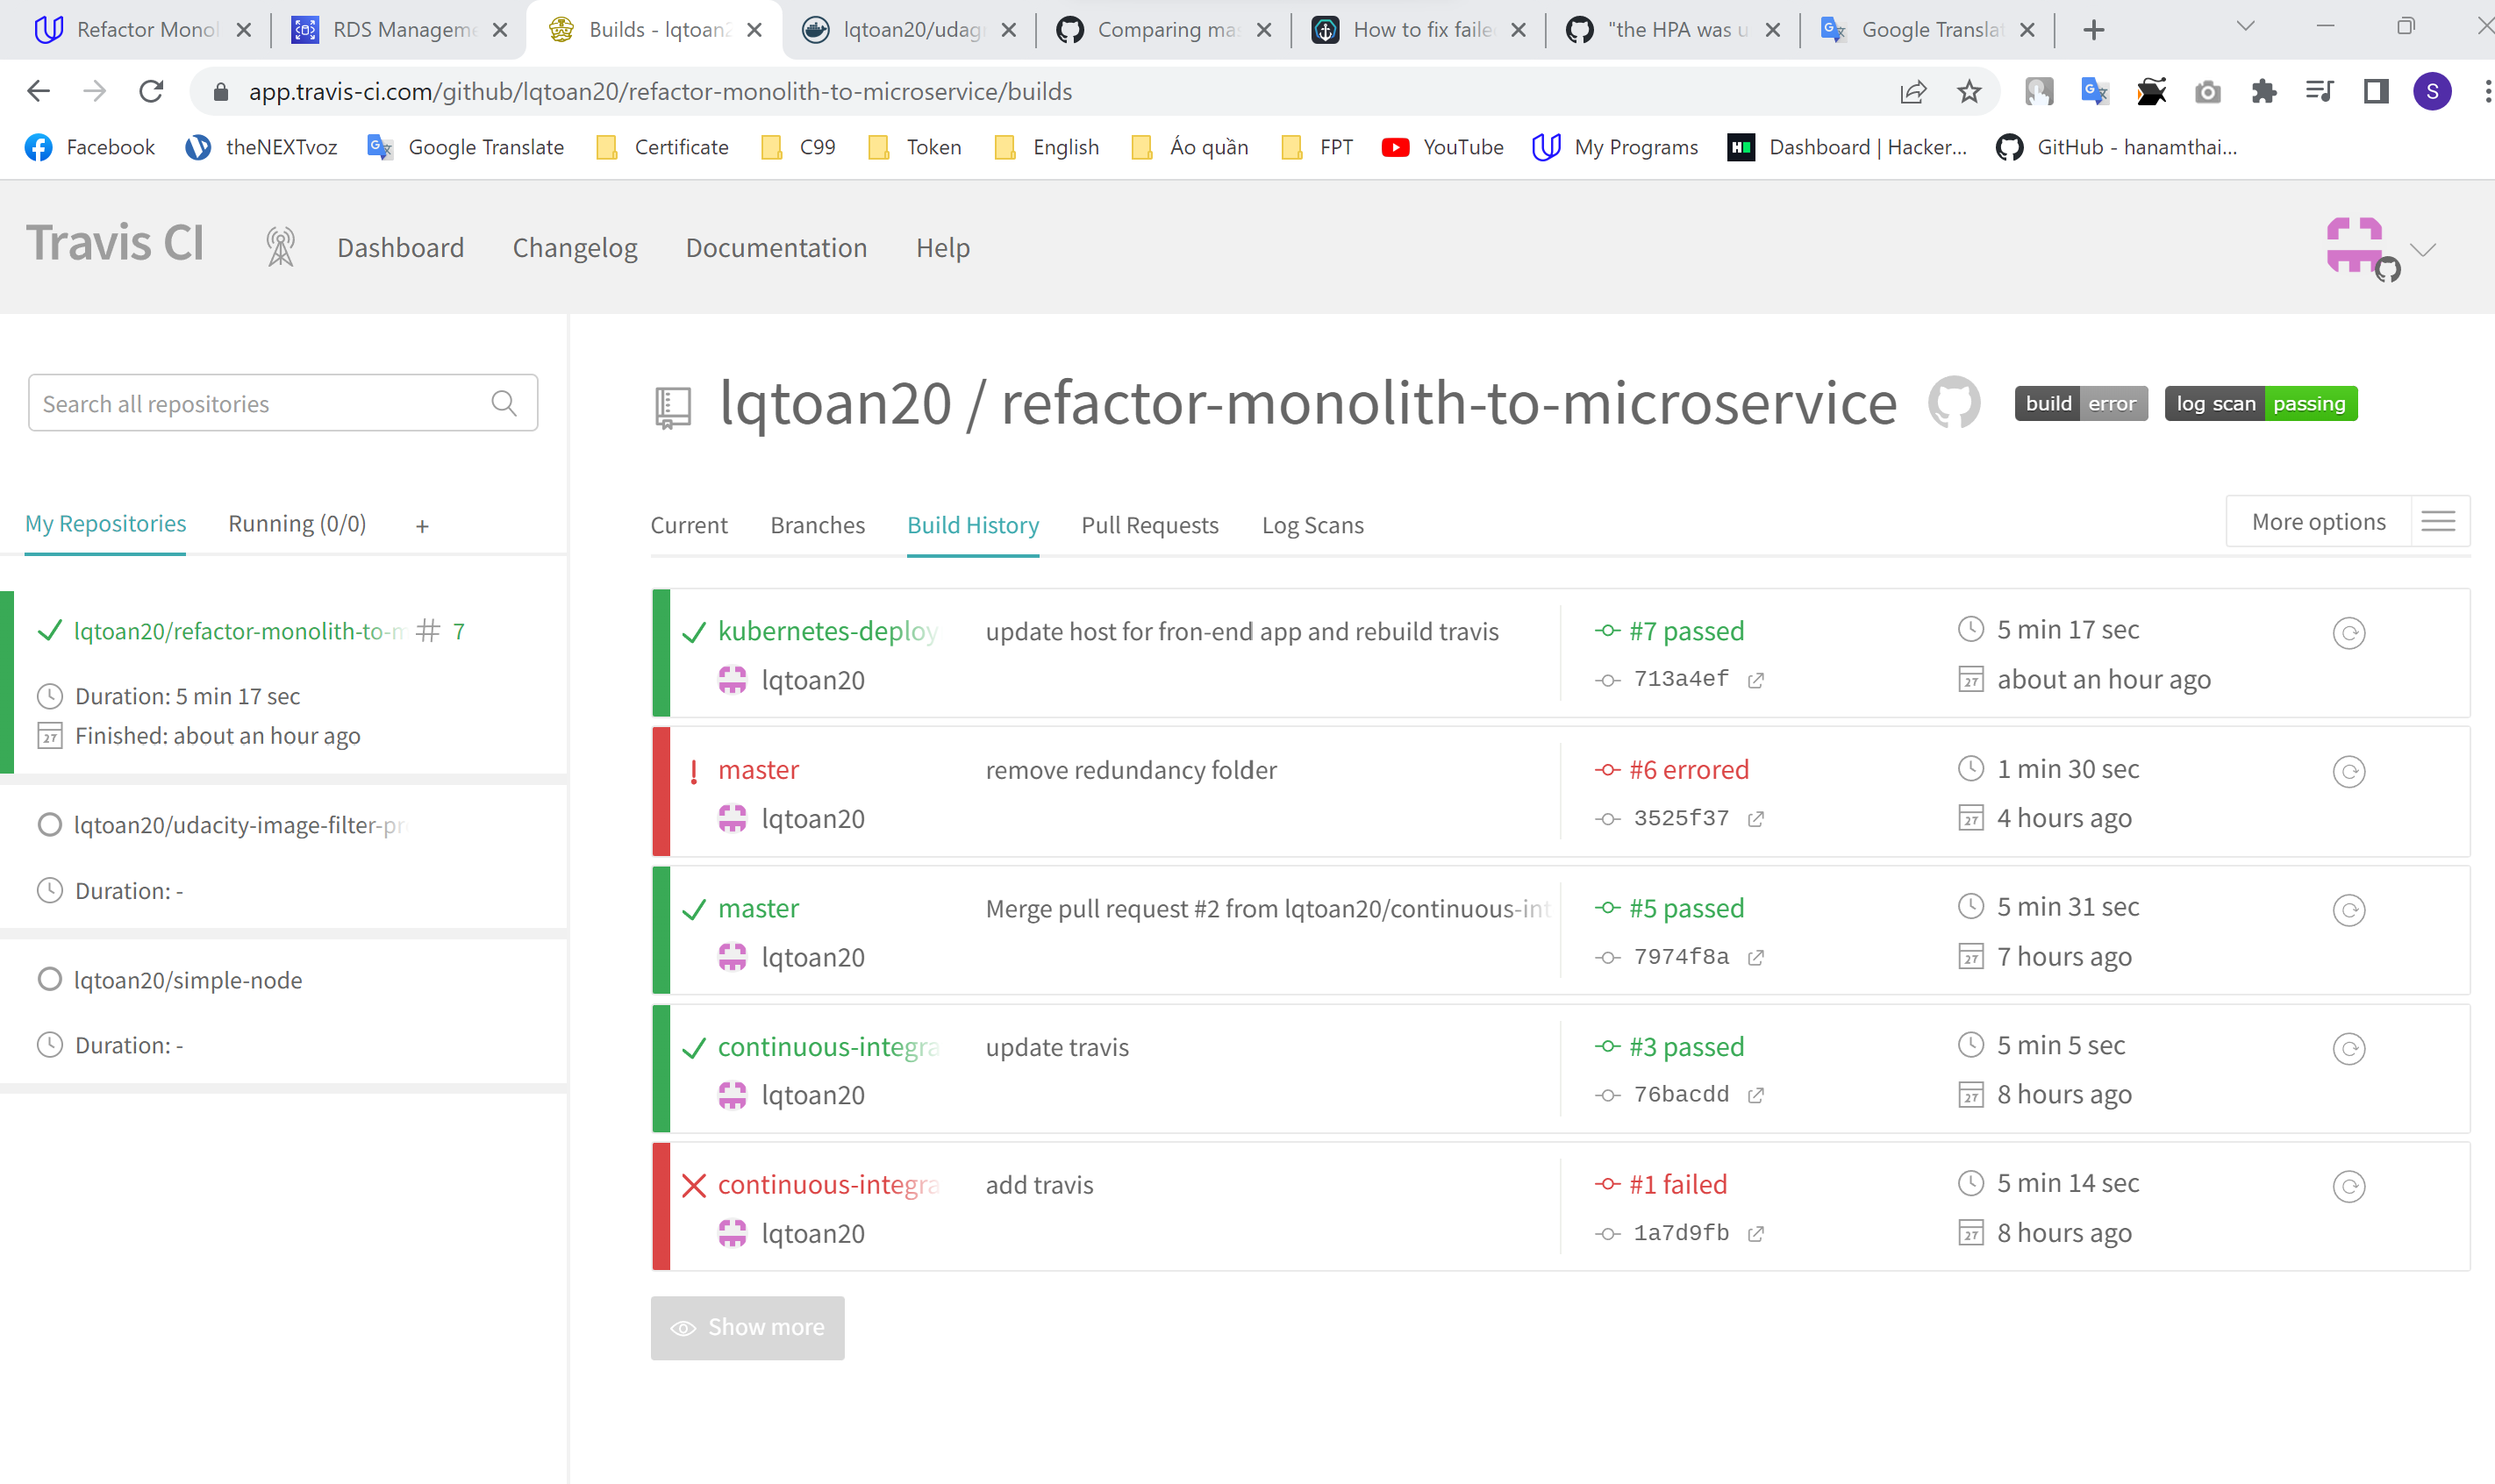 Refactor Monol
RDS Manageme
Builds - lqtoan2
lqtoan20/udagr
Comparing mas
How to fix faile
"the HPA was u
Google Translat
app.travis-ci.com/github/lqtoan20/refactor-monolith-to-microservice/builds
S
Facebook
theNEXTvoz
Google Translate
Certificate
C99
Token
English
Áo quần
FPT
YouTube
My Programs
Dashboard | Hacker...
GitHub - hanamthai...
Travis CI
Dashboard
Changelog
Documentation
Help
Search all repositories
My Repositories
Running (0/0)
+
lqtoan20/refactor-monolith-to-m # 7
Duration: 5 min 17 sec
Finished: about an hour ago
lqtoan20/udacity-image-filter-pr
Duration: -
lqtoan20/simple-node
Duration: -
lqtoan20 / refactor-monolith-to-microservice
build error
log scan passing
Current
Branches
Build History
Pull Requests
Log Scans
More options
kubernetes-deploy
update host for fron-end app and rebuild travis
#7 passed
5 min 17 sec
lqtoan20
713a4ef
about an hour ago
master
remove redundancy folder
#6 errored
1 min 30 sec
lqtoan20
3525f37
4 hours ago
master
Merge pull request #2 from lqtoan20/continuous-int
#5 passed
5 min 31 sec
lqtoan20
7974f8a
7 hours ago
continuous-integra
update travis
#3 passed
5 min 5 sec
lqtoan20
76bacdd
8 hours ago
continuous-integra
add travis
#1 failed
5 min 14 sec
lqtoan20
1a7d9fb
8 hours ago
Show more